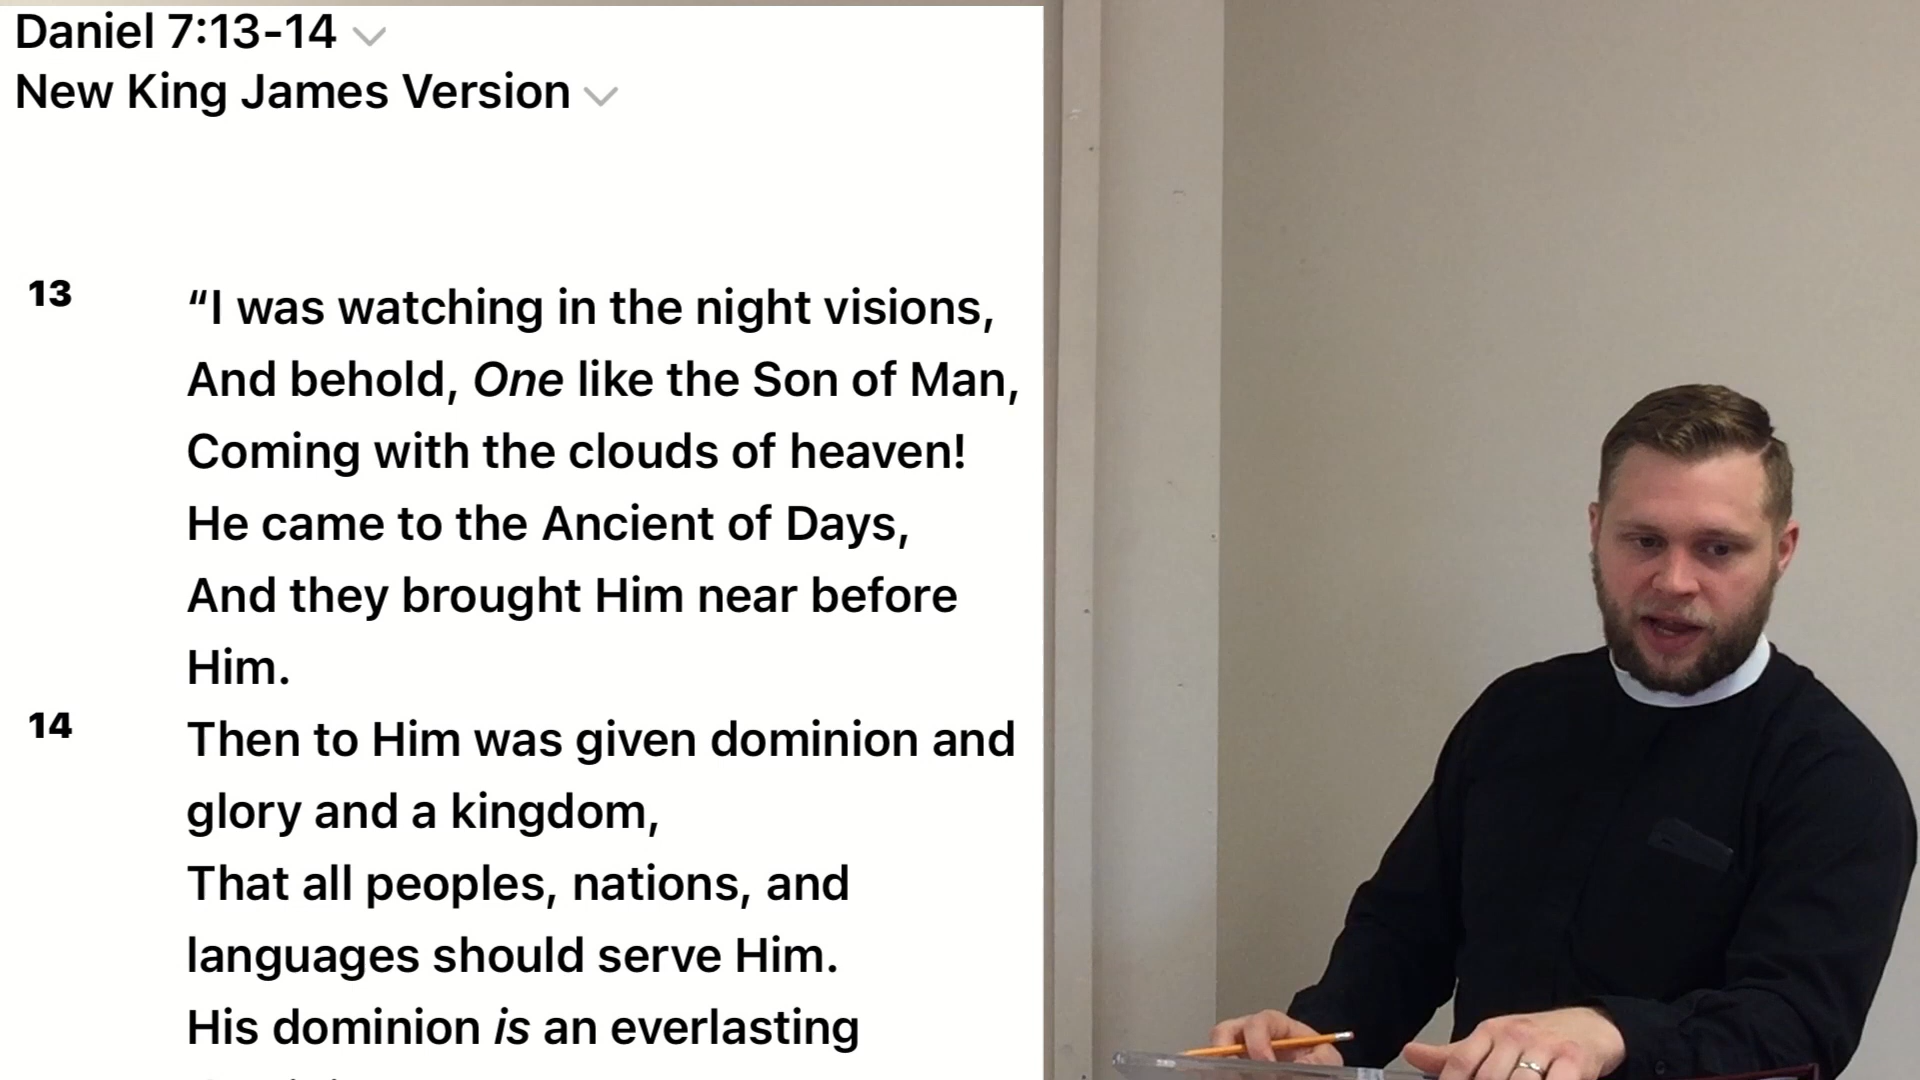 Daniel 7:13-14
New King James Version
13 “I was watching in the night visions,
And behold, One like the Son of Man,
Coming with the clouds of heaven!
He came to the Ancient of Days,
And they brought Him near before
Him.
14 Then to Him was given dominion and
glory and a kingdom,
That all peoples, nations, and
languages should serve Him.
His dominion is an everlasting